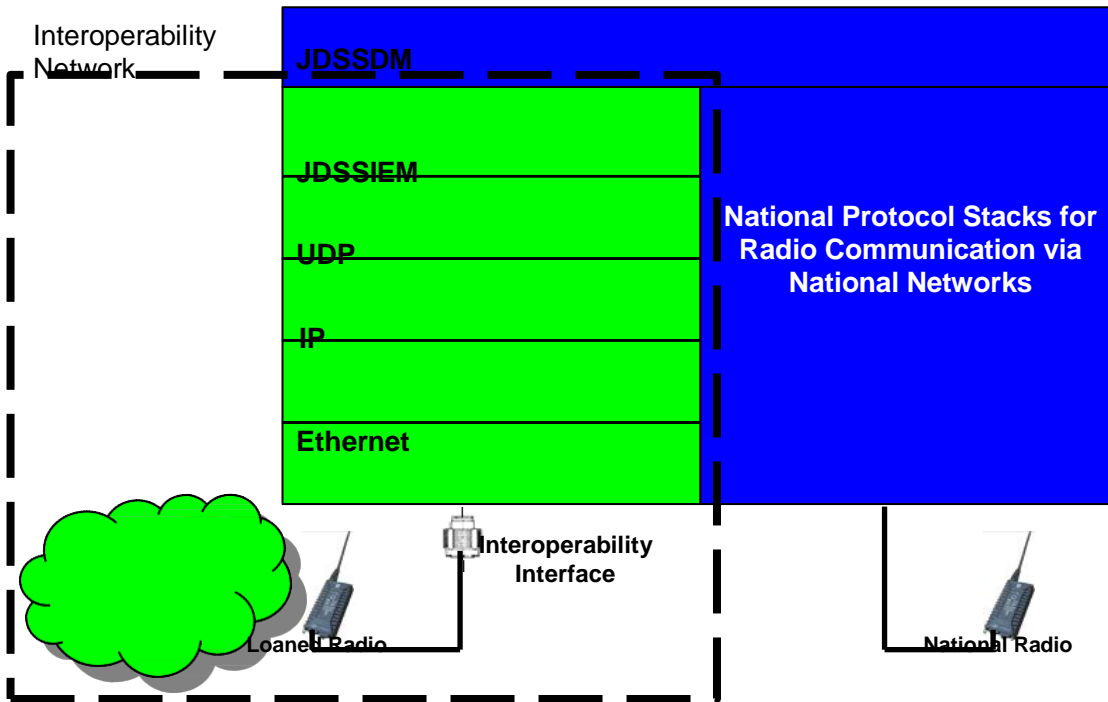 Interoperability
Network
JDSSDM
JDSSIEM
UDP
IP
Ethernet
National Protocol Stacks for
Radio Communication via
National Networks
Interoperability
Interface
Loaned Radio
National Radio